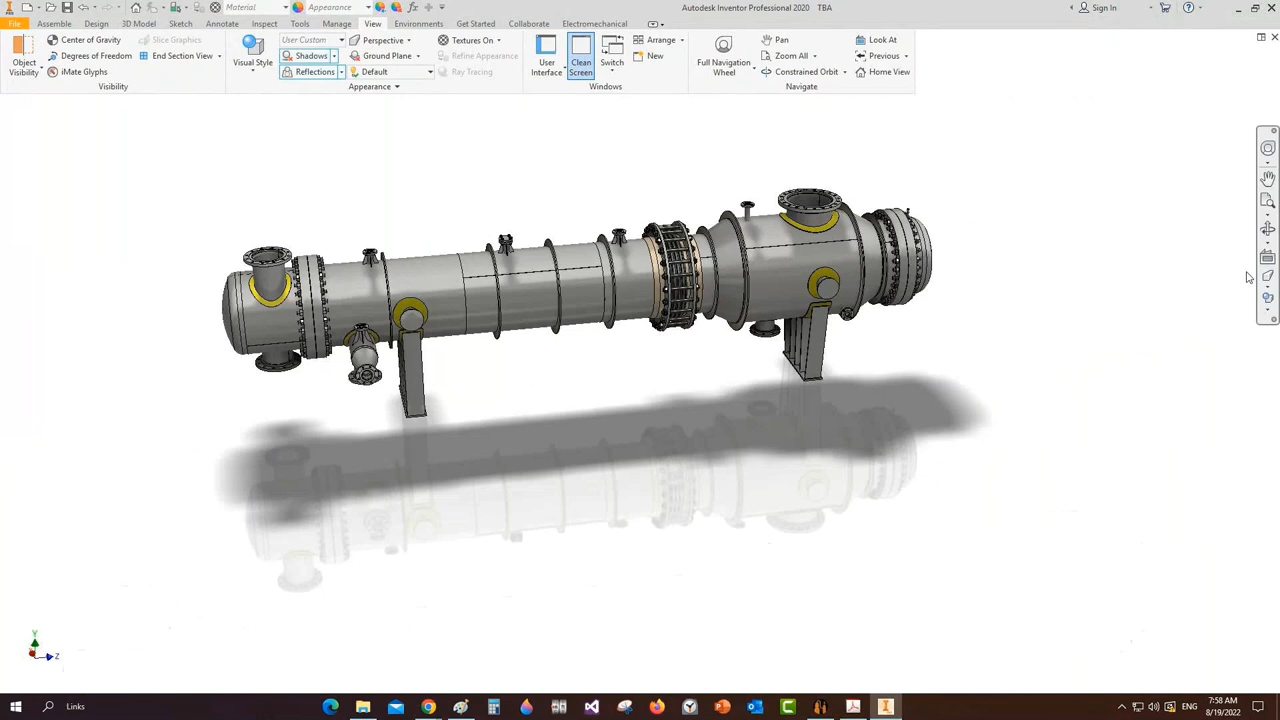 Material
Appearance
Autodesk Inventor Professional 2020 TBA
Sign In
File
Assemble
Design
3D Model
Sketch
Annotate
Inspect
Tools
Manage
View
Environments
Get Started
Collaborate
Electromechanical
Object
Visibility
Center of Gravity
Degrees of Freedom
iMate Glyphs
Slice Graphics
End Section View
Visibility
Visual Style
User Custom
Shadows
Reflections
Perspective
Ground Plane
Default
Textures On
Refine Appearance
Ray Tracing
Appearance
User
Interface
Clean
Screen
Switch
Arrange
New
Windows
Full Navigation
Wheel
Pan
Zoom All
Constrained Orbit
Look At
Previous
Home View
Navigate
Y
Z
Links
7:58 AM
8/19/2022